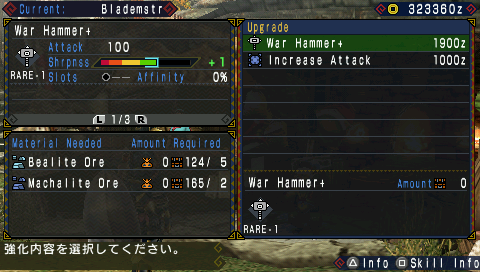 Current: Blademstr
323360z
War Hammer+
Attack 100
Shrpnss +1
RARE-1 Slots -- Affinity 0%
L 1/3 R
Material Needed Amount Required
Bealite Ore 0 124/ 5
Machalite Ore 0 165/ 2
Upgrade
War Hammer+ 1900z
Increase Attack 1000z
War Hammer+ Amount 0
RARE-1
強化内容を選択してください。
Info Skill Info